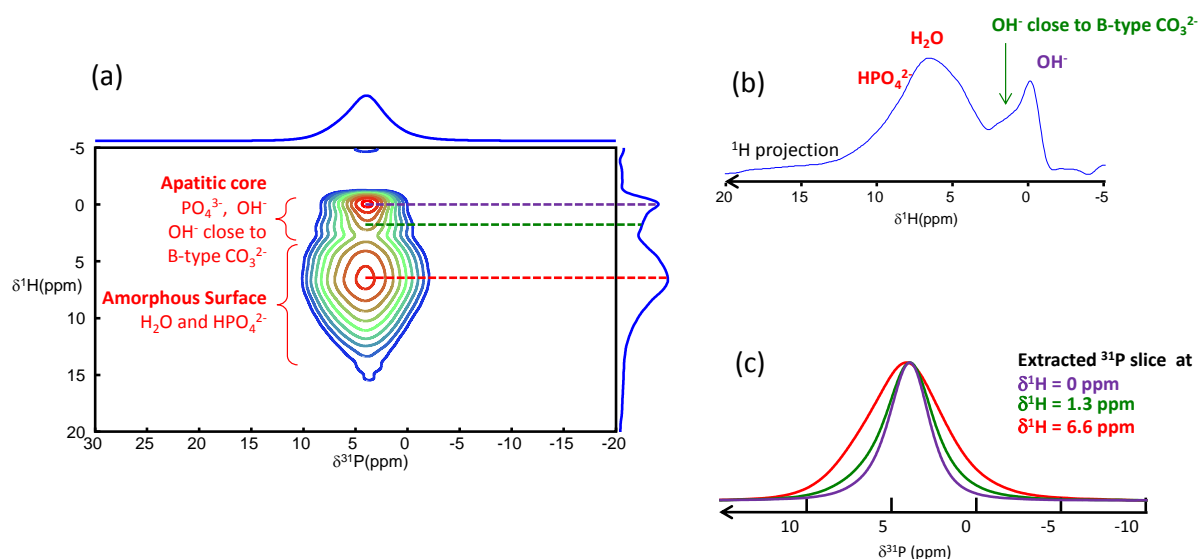 (a)
-5
0
5
10
15
20
δ¹H(ppm)
Apatitic core
PO₄³⁻, OH⁻
OH⁻ close to
B-type CO₃²⁻
Amorphous Surface
H₂O and HPO₄²⁻
30 25 20 15 10 5 0 -5 -10 -15 -20
δ³¹P(ppm)
(b)
OH⁻ close to B-type CO₃²⁻
H₂O
OH⁻
HPO₄²⁻
¹H projection
20 15 10 5 0 -5
δ¹H(ppm)
(c)
Extracted ³¹P slice at
δ¹H = 0 ppm
δ¹H = 1.3 ppm
δ¹H = 6.6 ppm
10 5 0 -5 -10
δ³¹P (ppm)